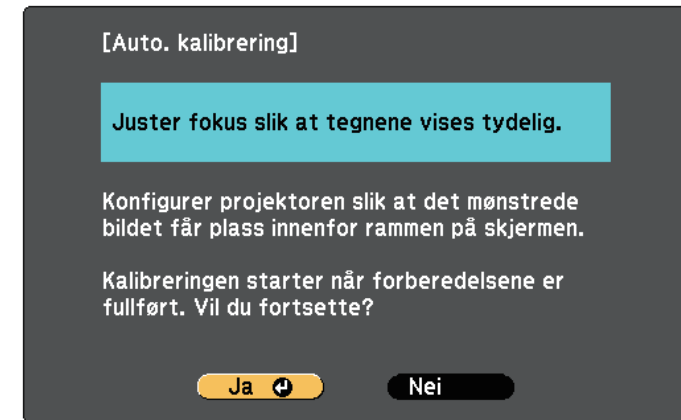 [Auto. kalibrering]
Juster fokus slik at tegnene vises tydelig.
Konfigurer projektoren slik at det mønstrede
bildet får plass innenfor rammen på skjermen.
Kalibreringen starter når forberedelsene er
fullført. Vil du fortsette?
Ja
Nei